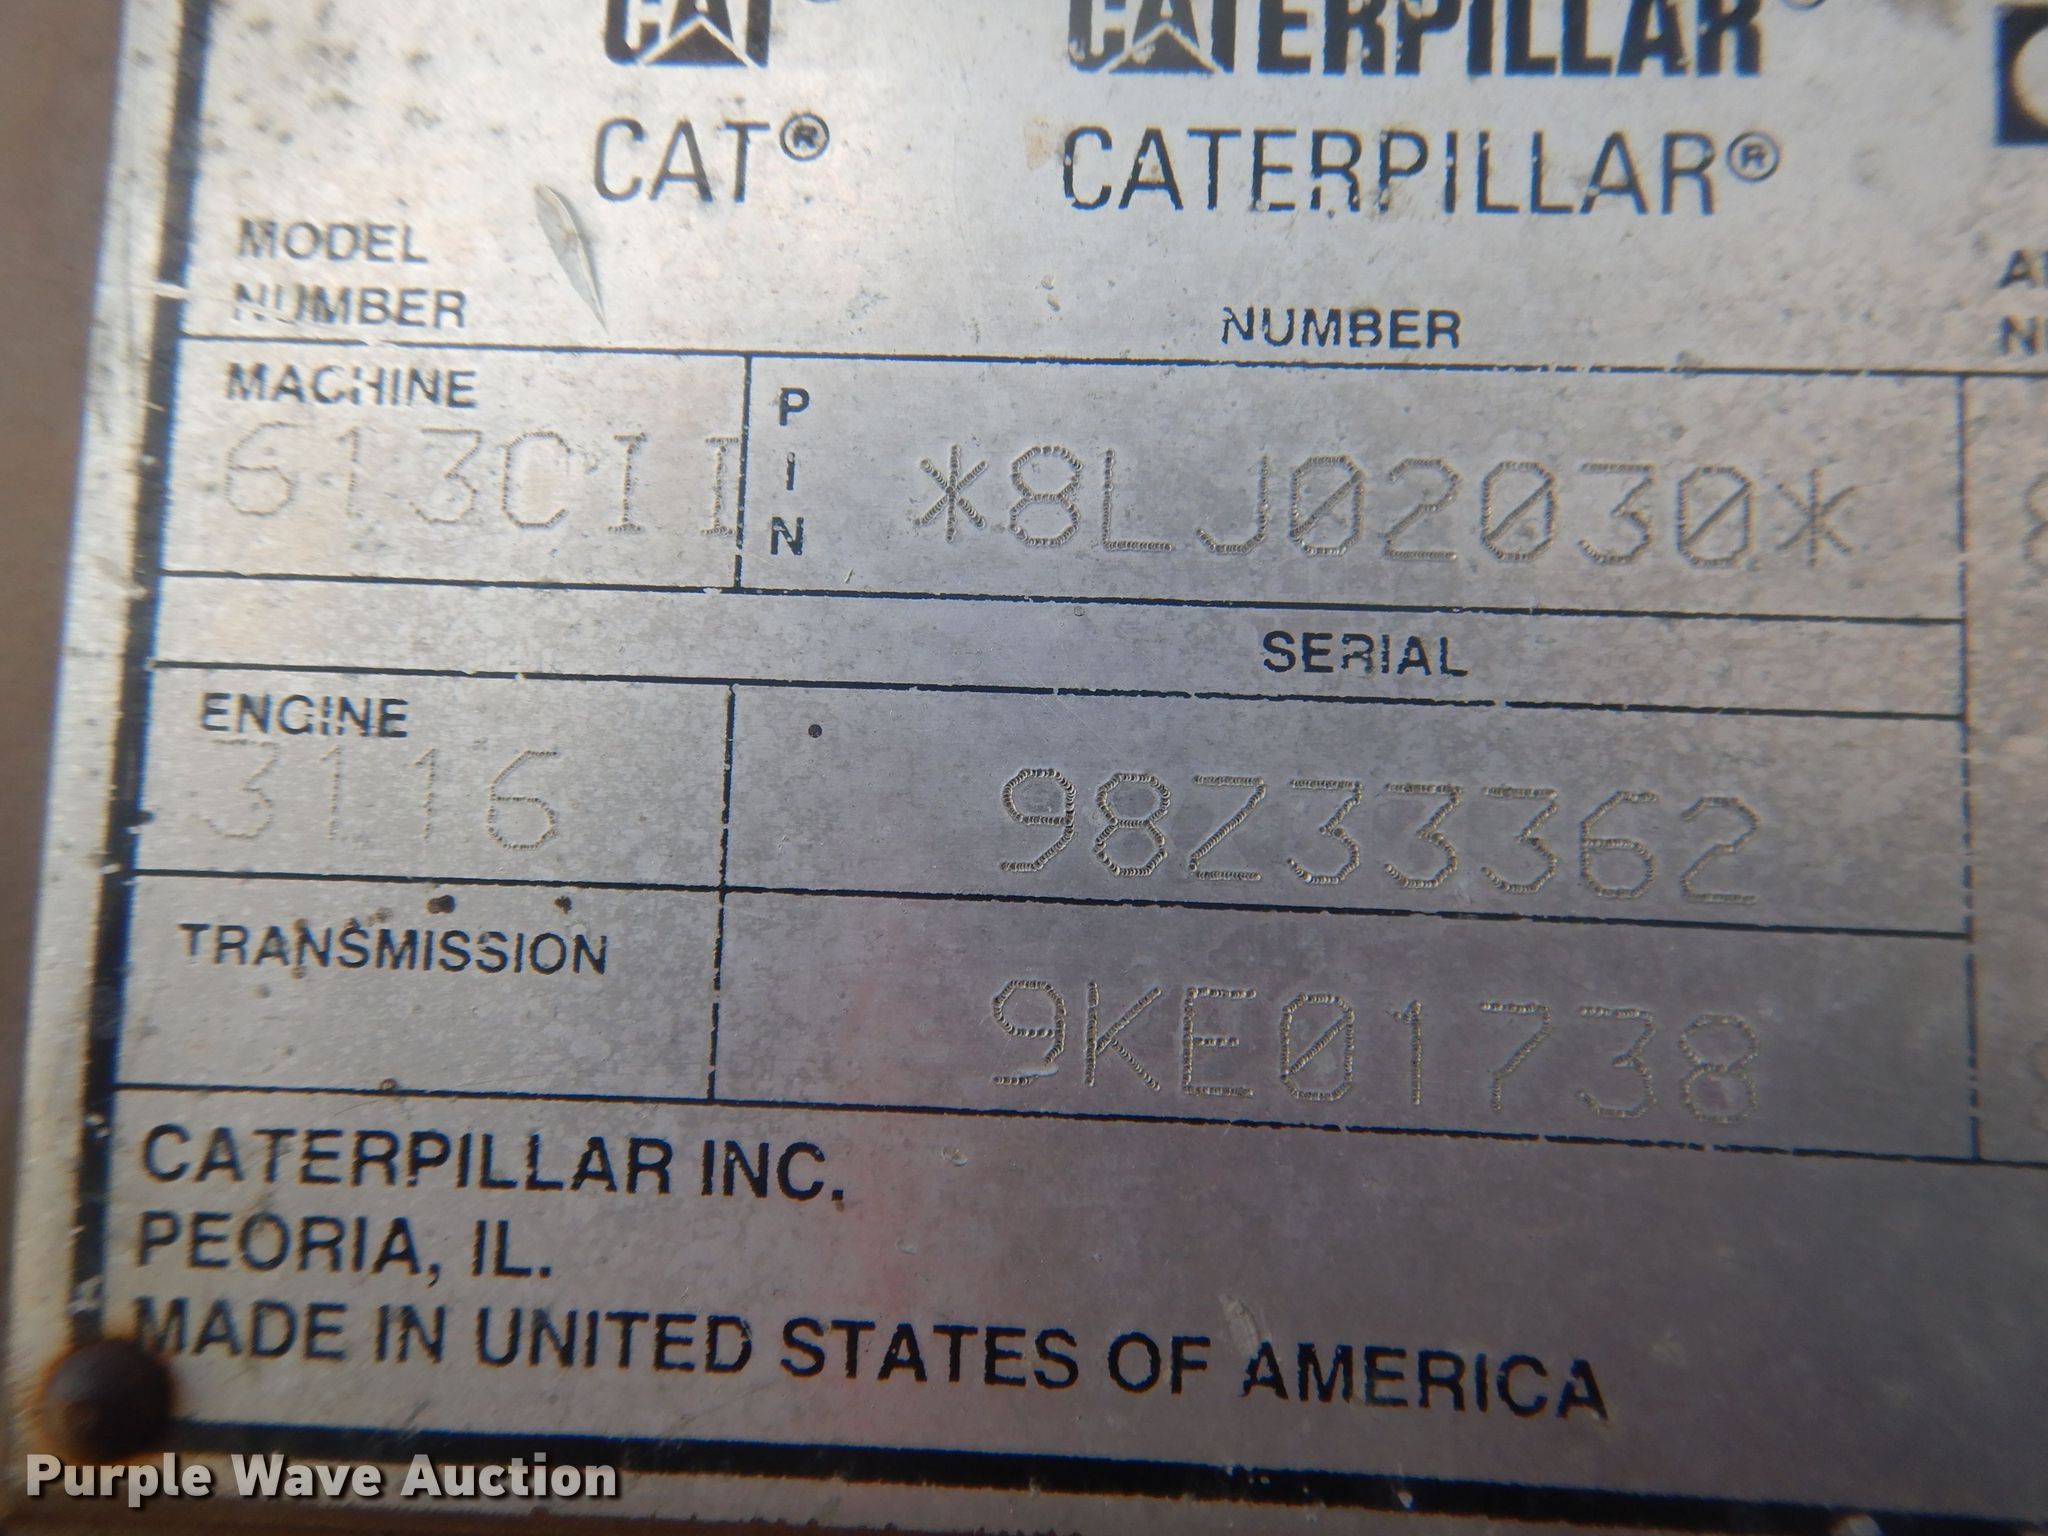 CAT CATERPILLAR®
CAT® CATERPILLAR®
MODEL
NUMBER NUMBER
MACHINE PIN
613CII *8LJ02030*
SERIAL
ENGINE
3116 98Z33362
TRANSMISSION
9KE01738
CATERPILLAR INC.
PEORIA, IL.
MADE IN UNITED STATES OF AMERICA
Purple Wave Auction